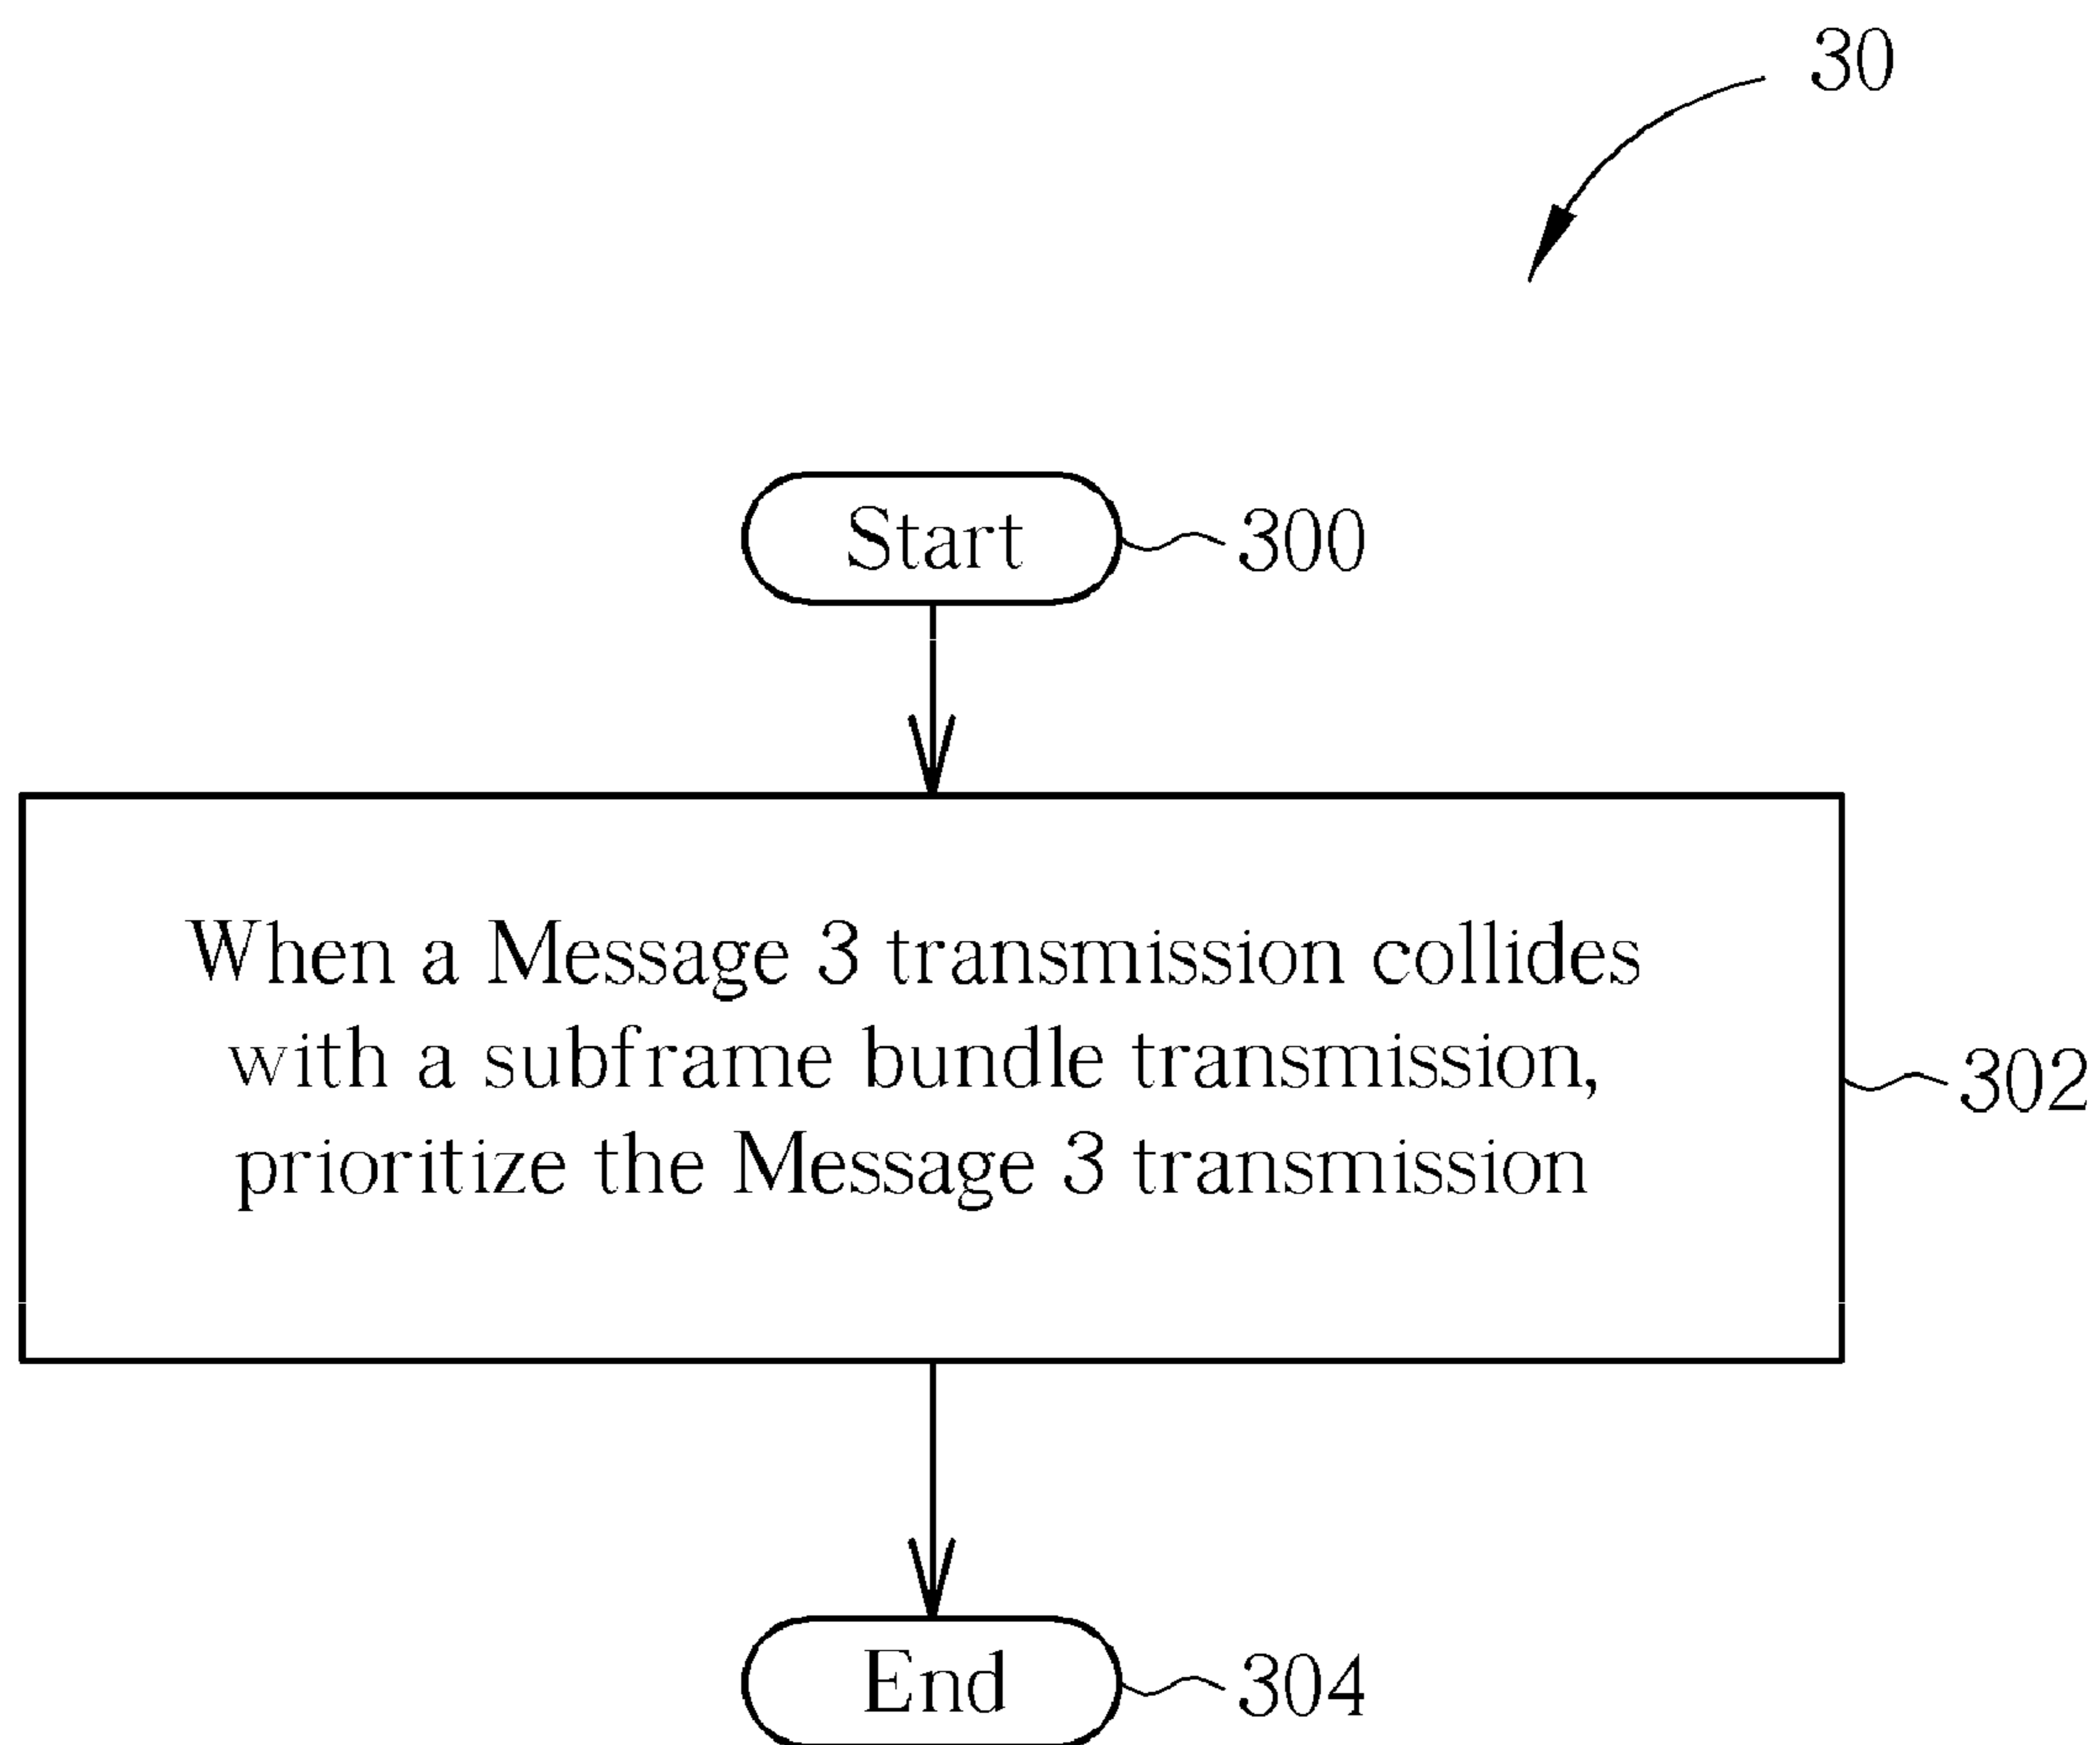 30
Start
300
When a Message 3 transmission collides
with a subframe bundle transmission,
prioritize the Message 3 transmission
302
End
304